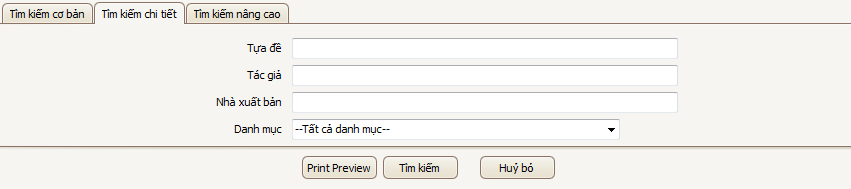 Tìm kiếm cơ bản Tìm kiếm chi tiết Tìm kiếm nâng cao
Tựa đề
Tác giả
Nhà xuất bản
Danh mục --Tất cả danh mục--
Print Preview Tìm kiếm Huỷ bỏ